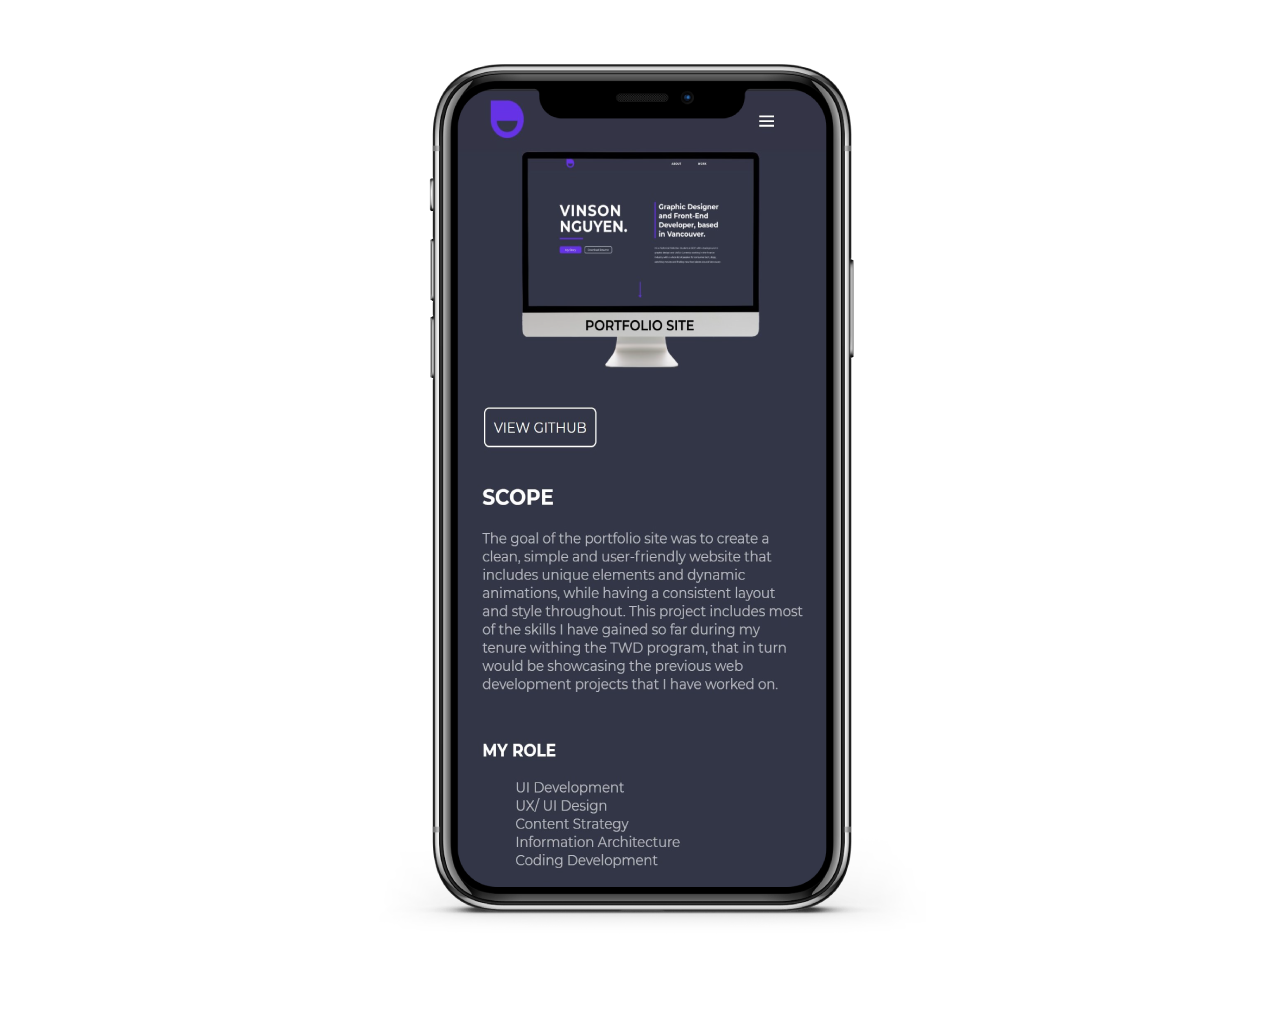 ABOUT WORK
VINSON
NGUYEN.
Graphic Designer
and Front-End
Developer, based
in Vancouver.
PORTFOLIO SITE
VIEW GITHUB
SCOPE
The goal of the portfolio site was to create a
clean, simple and user-friendly website that
includes unique elements and dynamic
animations, while having a consistent layout
and style throughout. This project includes most
of the skills I have gained so far during my
tenure withing the TWD program, that in turn
would be showcasing the previous web
development projects that I have worked on.
MY ROLE
UI Development
UX/ UI Design
Content Strategy
Information Architecture
Coding Development